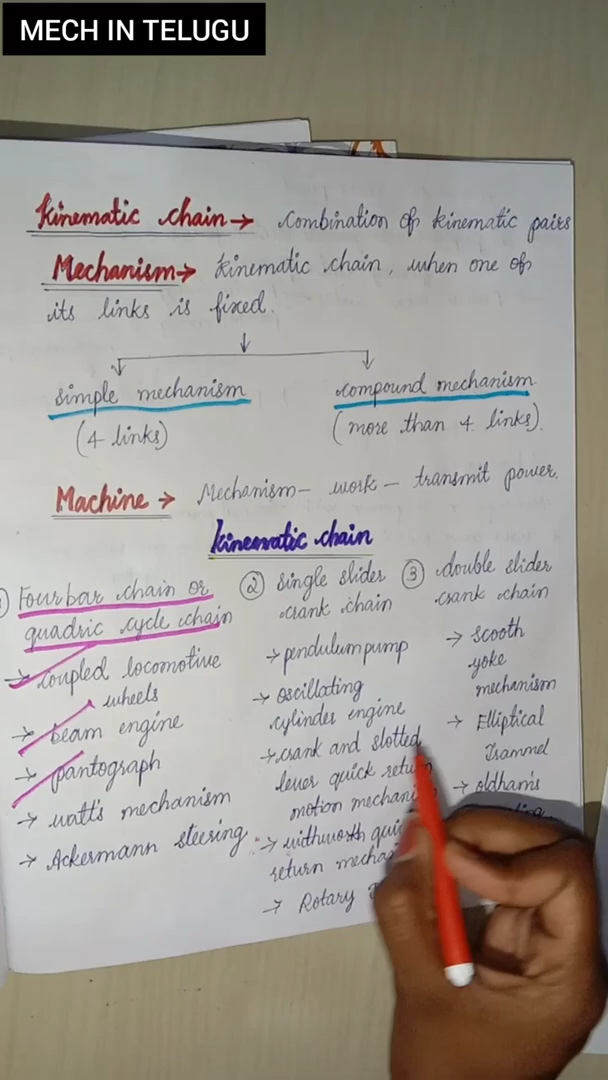 MECH IN TELUGU
Kinematic chain → combination of kinematic pairs
Mechanism → kinematic chain, when one of
its links is fixed.
simple mechanism
(4 links)
compound mechanism
(more than 4 links).
Machine → Mechanism - work - transmit power.
kinematic chain
Four bar chain or
quadric cycle chain
→ coupled locomotive
wheels
→ beam engine
→ pantograph
→ watt's mechanism
→ Ackermann steering
② single slider
crank chain
→ pendulum pump
→ oscillating
cylinder engine
→ crank and slotted
lever quick return
motion
→ withworth
return
→ Rotary
③ double slider
crank chain
→ scooth
yoke
mechanism
→ Elliptical
Trammel
→ oldham's